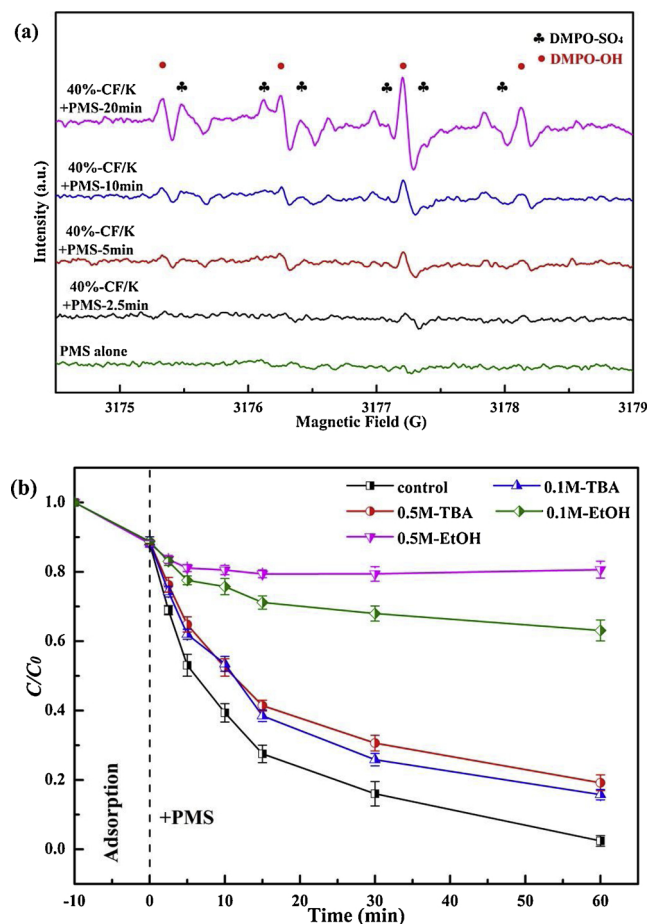 (a)
♣ DMPO-SO₄
● DMPO-OH
40%-CF/K
+PMS-20min
40%-CF/K
+PMS-10min
40%-CF/K
+PMS-5min
40%-CF/K
+PMS-2.5min
PMS alone
Intensity (a.u.)
3175 3176 3177 3178 3179
Magnetic Field (G)
(b)
control 0.1M-TBA
0.5M-TBA 0.1M-EtOH
0.5M-EtOH
1.0
0.8
0.6
0.4
0.2
0.0
C/C0
Adsorption
+PMS
-10 0 10 20 30 40 50 60
Time (min)